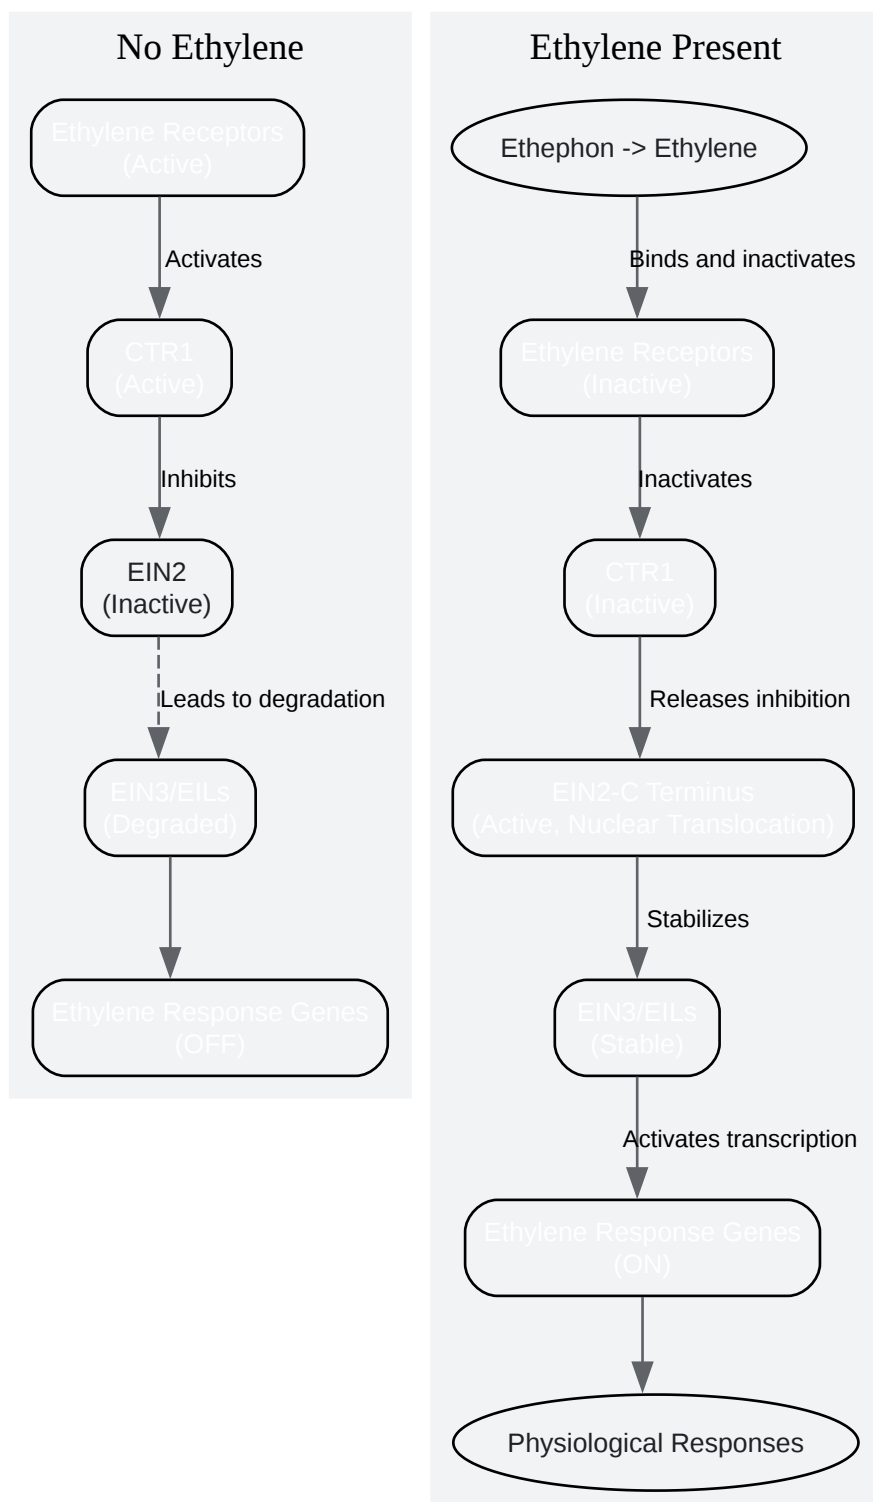 No Ethylene
Ethylene Receptors
(Active)
Activates
CTR1
(Active)
Inhibits
EIN2
(Inactive)
Leads to degradation
EIN3/EILs
(Degraded)
Ethylene Response Genes
(OFF)
Ethylene Present
Ethephon -> Ethylene
Binds and inactivates
Ethylene Receptors
(Inactive)
Inactivates
CTR1
(Inactive)
Releases inhibition
EIN2-C Terminus
(Active, Nuclear Translocation)
Stabilizes
EIN3/EILs
(Stable)
Activates transcription
Ethylene Response Genes
(ON)
Physiological Responses